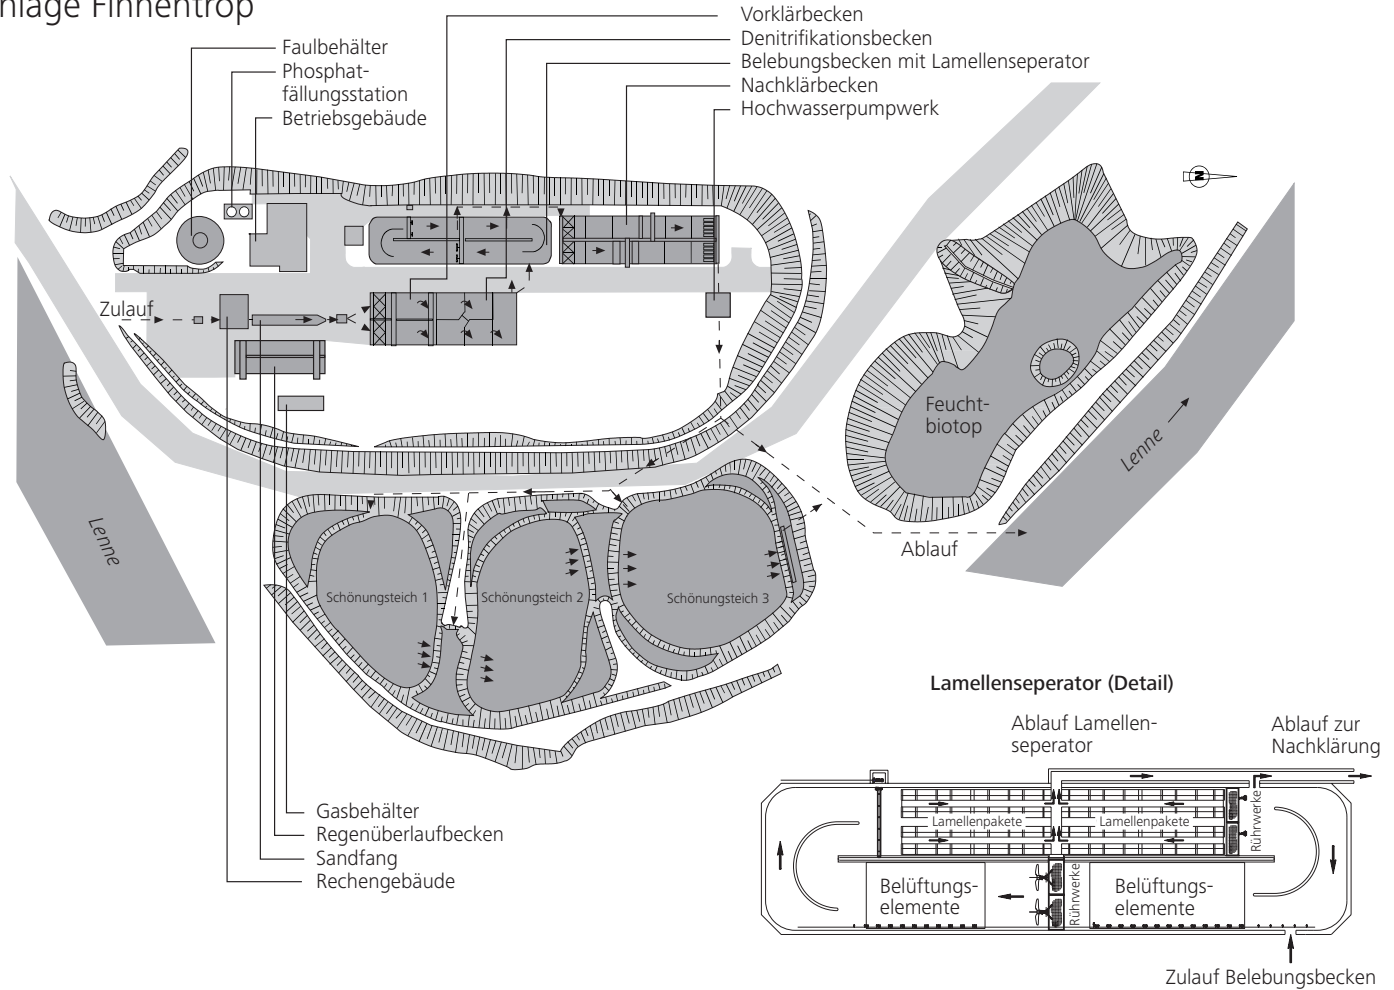 nlage Finnentrop
Vorklärbecken
Denitrifikationsbecken
Belebungsbecken mit Lamellenseperator
Nachklärbecken
Hochwasserpumpwerk
Faulbehälter
Phosphat-
fällungsstation
Betriebsgebäude
N
Zulauf
Feucht-
biotop
Lenne
Lenne
Ablauf
Schönungsteich 1
Schönungsteich 2
Schönungsteich 3
Gasbehälter
Regenüberlaufbecken
Sandfang
Rechengebäude
Lamellenseperator (Detail)
Ablauf Lamellen-
seperator
Ablauf zur
Nachklärung
Lamellenpakete
Lamellenpakete
Rührwerke
Belüftungs-
elemente
Rührwerke
Belüftungs-
elemente
Zulauf Belebungsbecken